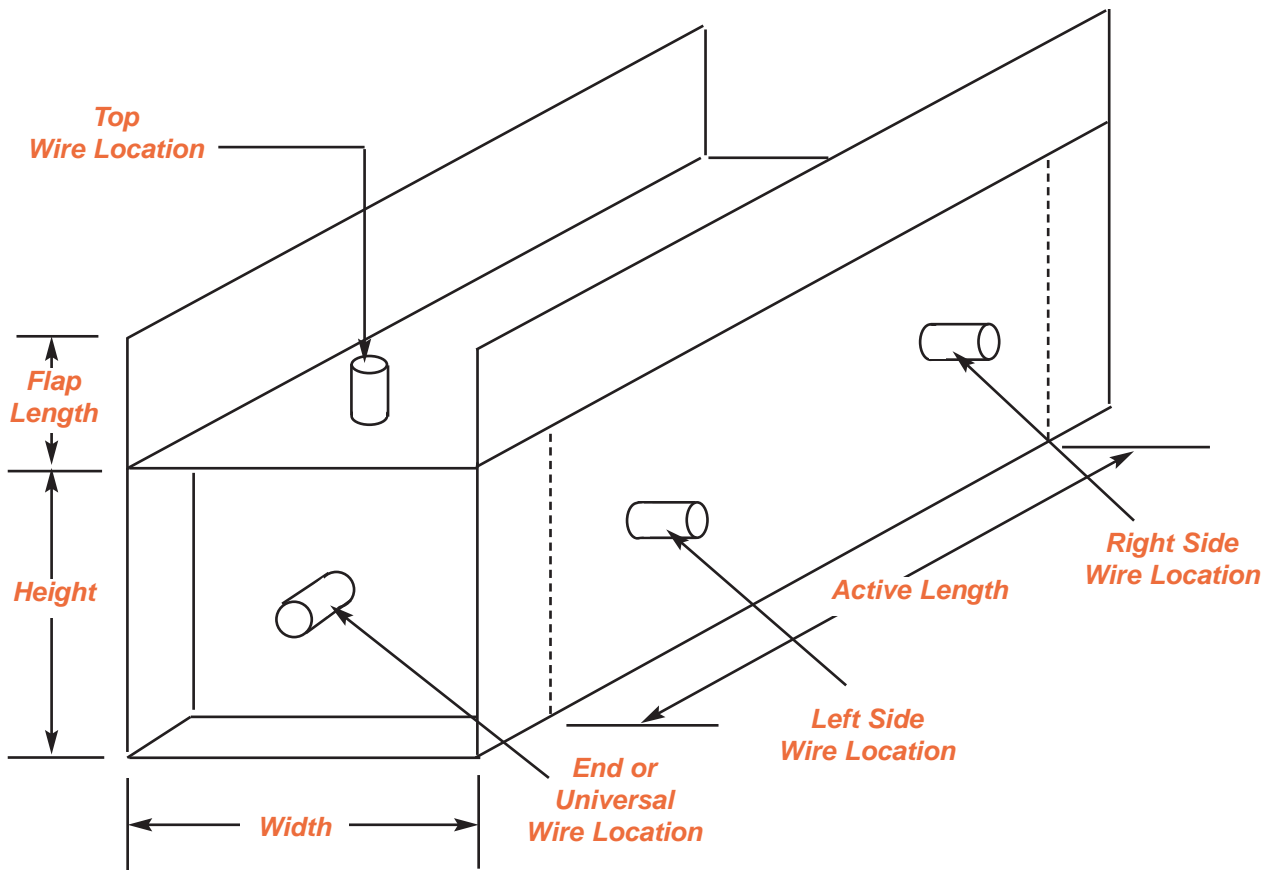 Top
Wire Location
Flap
Length
Height
Right Side
Wire Location
Active Length
Left Side
Wire Location
End or
Universal
Wire Location
Width